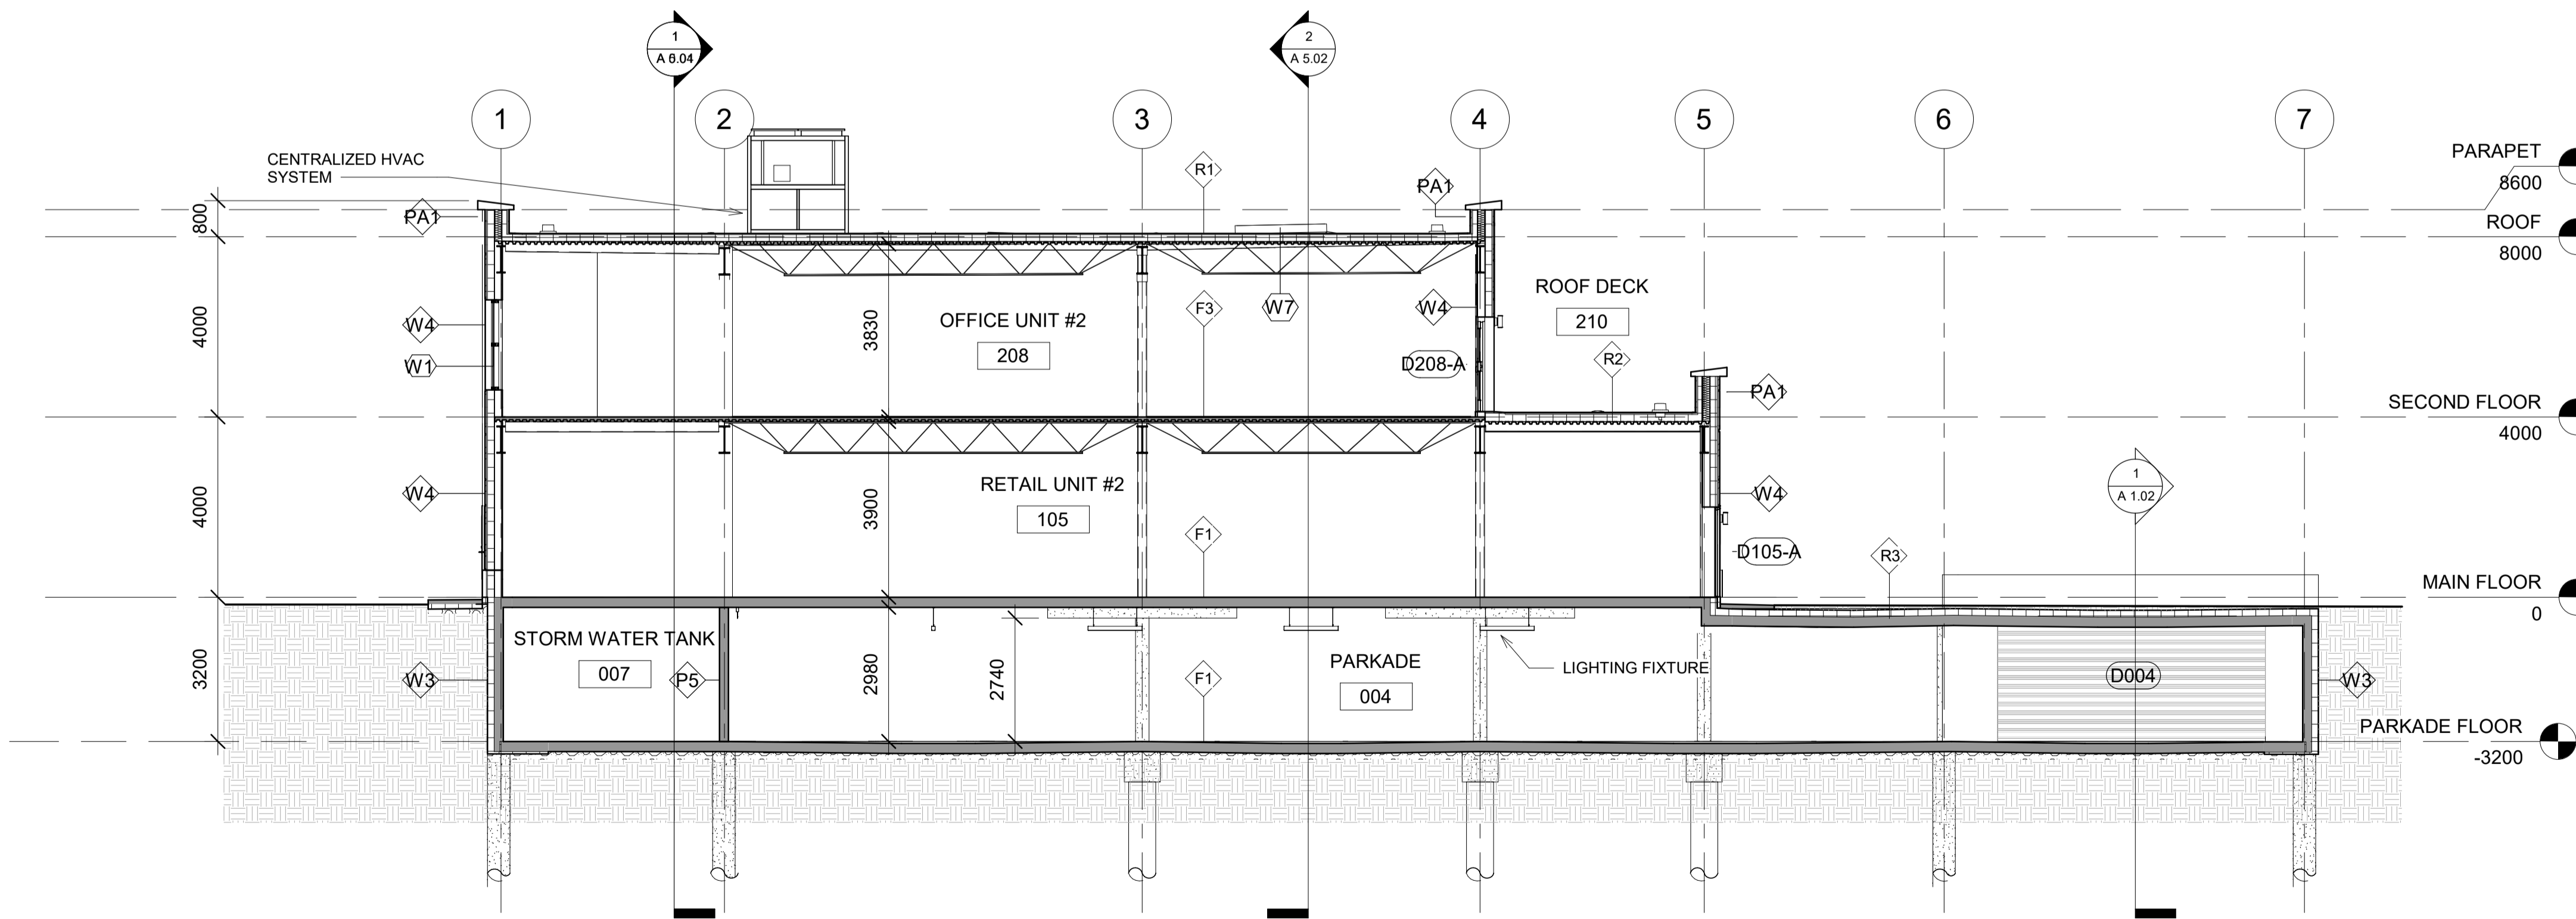 1
A 6.04
2
A 5.02
1
2
3
4
5
6
7
CENTRALIZED HVAC
SYSTEM
R1
PA1
PA1
PARAPET
8600
ROOF
8000
800
4000
W4
W1
3830
OFFICE UNIT #2
208
F3
W7
W4
D208-A
ROOF DECK
210
R2
PA1
SECOND FLOOR
4000
4000
W4
3900
RETAIL UNIT #2
105
F1
W4
D105-A
R3
1
A 1.02
MAIN FLOOR
0
3200
W3
STORM WATER TANK
007
P5
2980
2740
F1
PARKADE
004
LIGHTING FIXTURE
D004
W3
PARKADE FLOOR
-3200